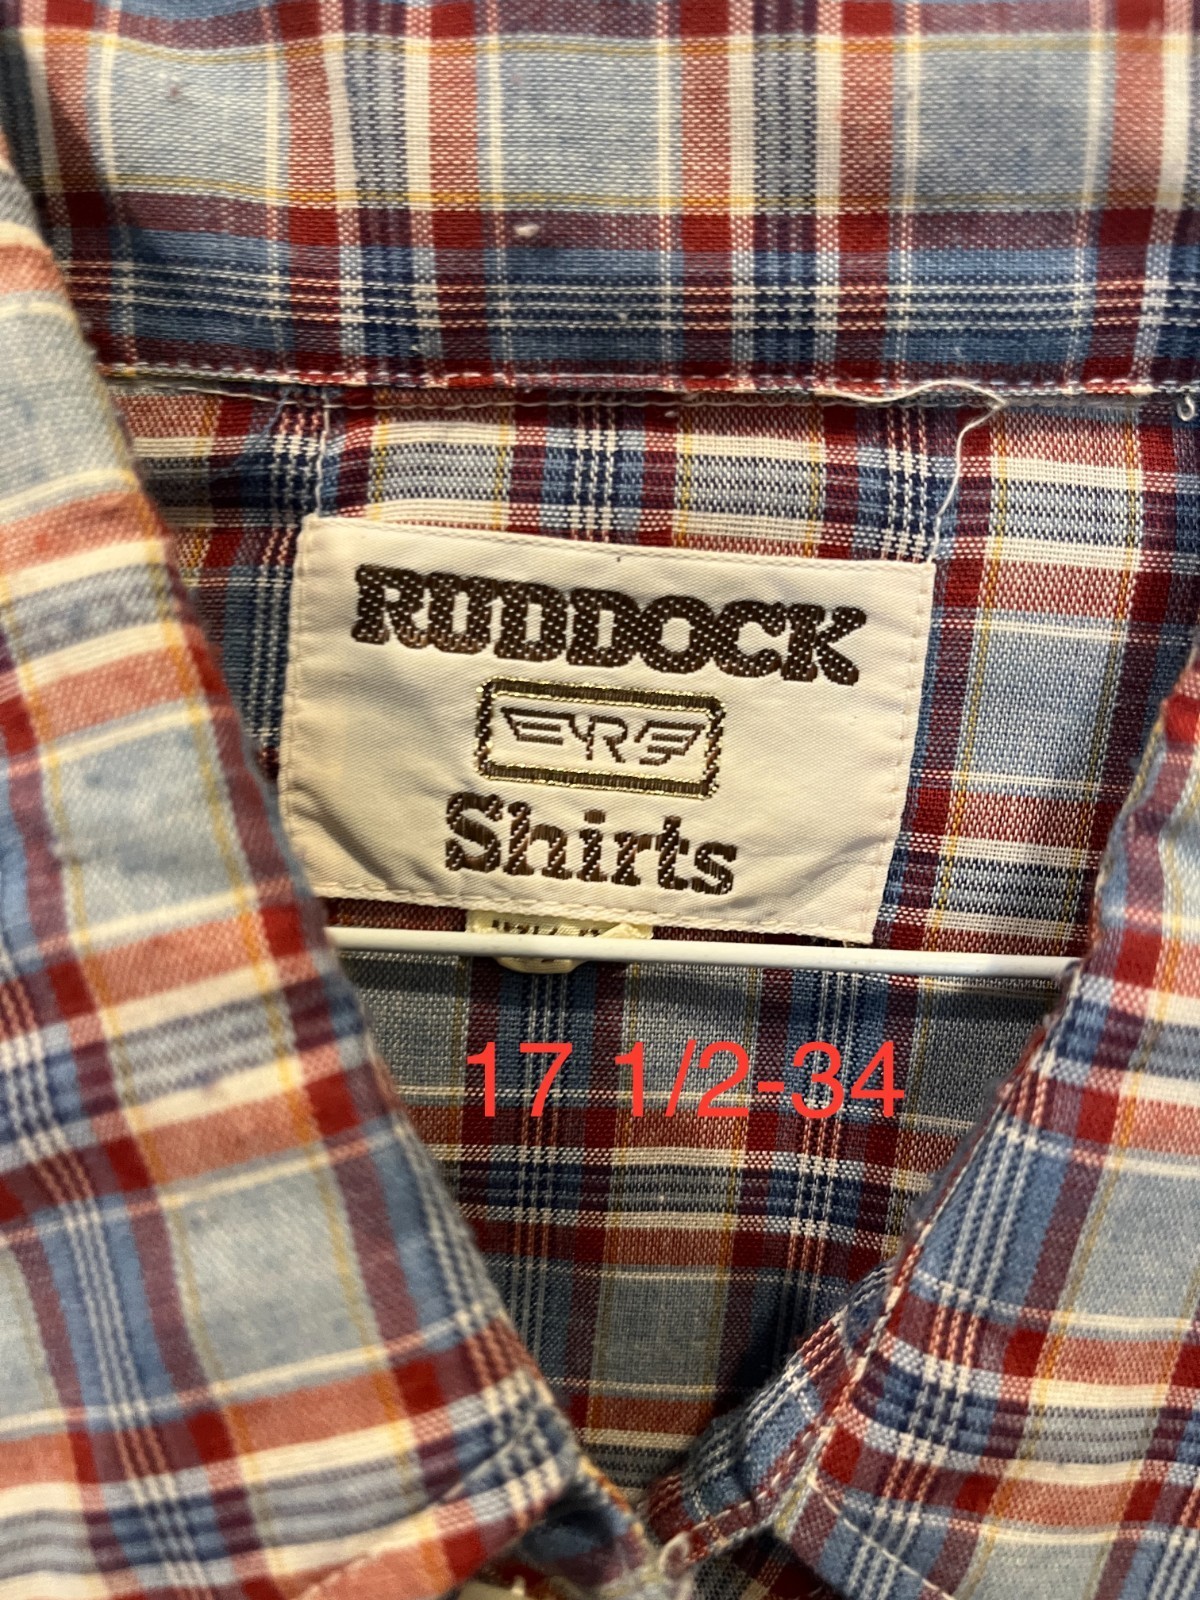 RUDDOCK
R
Shirts
17 1/2-34